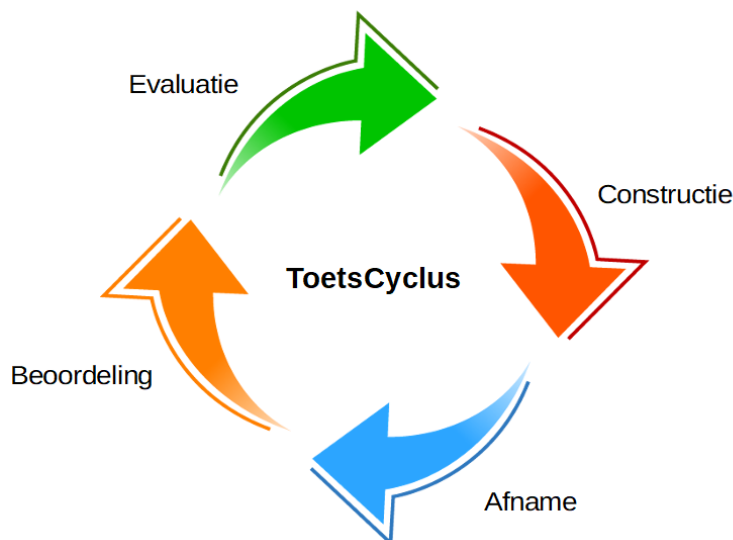 Evaluatie
Constructie
ToetsCyclus
Beoordeling
Afname